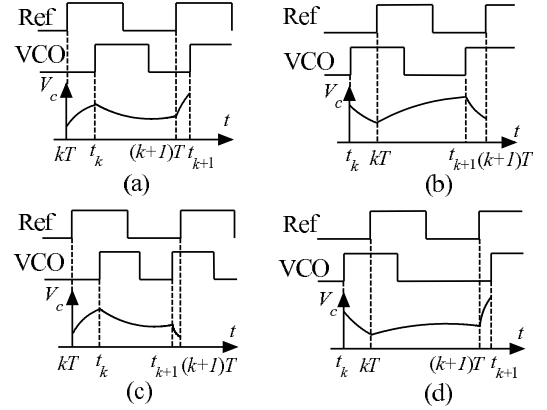 Ref
VCO
V_c
t
kT t_k (k+1)T t_{k+1}
(a)
Ref
VCO
V_c
t
t_k kT t_{k+1} (k+1)T
(b)
Ref
VCO
V_c
t
kT t_k t_{k+1} (k+1)T
(c)
Ref
VCO
V_c
t
t_k kT (k+1)T t_{k+1}
(d)